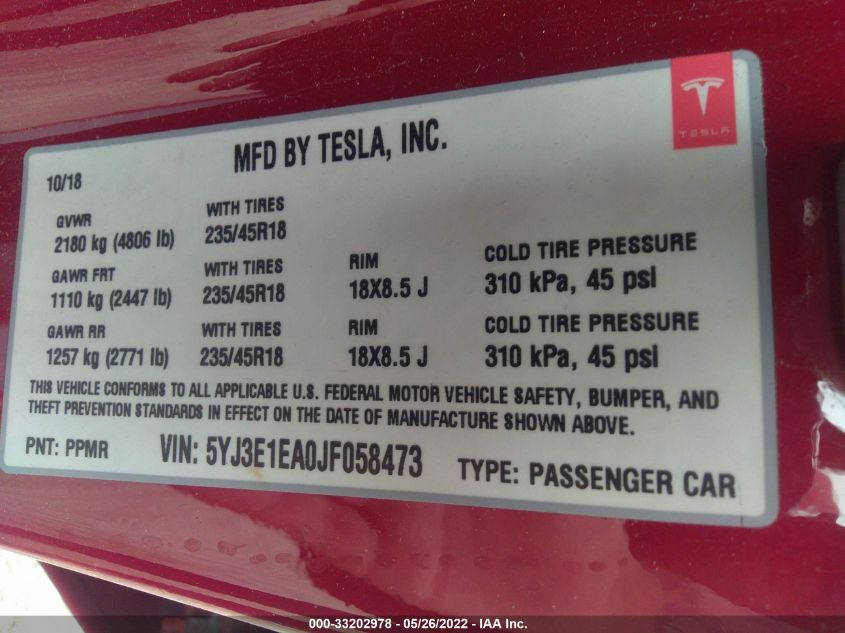 TESLA
MFD BY TESLA, INC.
10/18
GVWR WITH TIRES
2180 kg (4806 lb) 235/45R18
GAWR FRT WITH TIRES RIM COLD TIRE PRESSURE
1110 kg (2447 lb) 235/45R18 18X8.5 J 310 kPa, 45 psi
GAWR RR WITH TIRES RIM COLD TIRE PRESSURE
1257 kg (2771 lb) 235/45R18 18X8.5 J 310 kPa, 45 psi
THIS VEHICLE CONFORMS TO ALL APPLICABLE U.S. FEDERAL MOTOR VEHICLE SAFETY, BUMPER, AND
THEFT PREVENTION STANDARDS IN EFFECT ON THE DATE OF MANUFACTURE SHOWN ABOVE.
PNT: PPMR VIN: 5YJ3E1EA0JF058473 TYPE: PASSENGER CAR
000-33202978 - 05/26/2022 - IAA Inc.